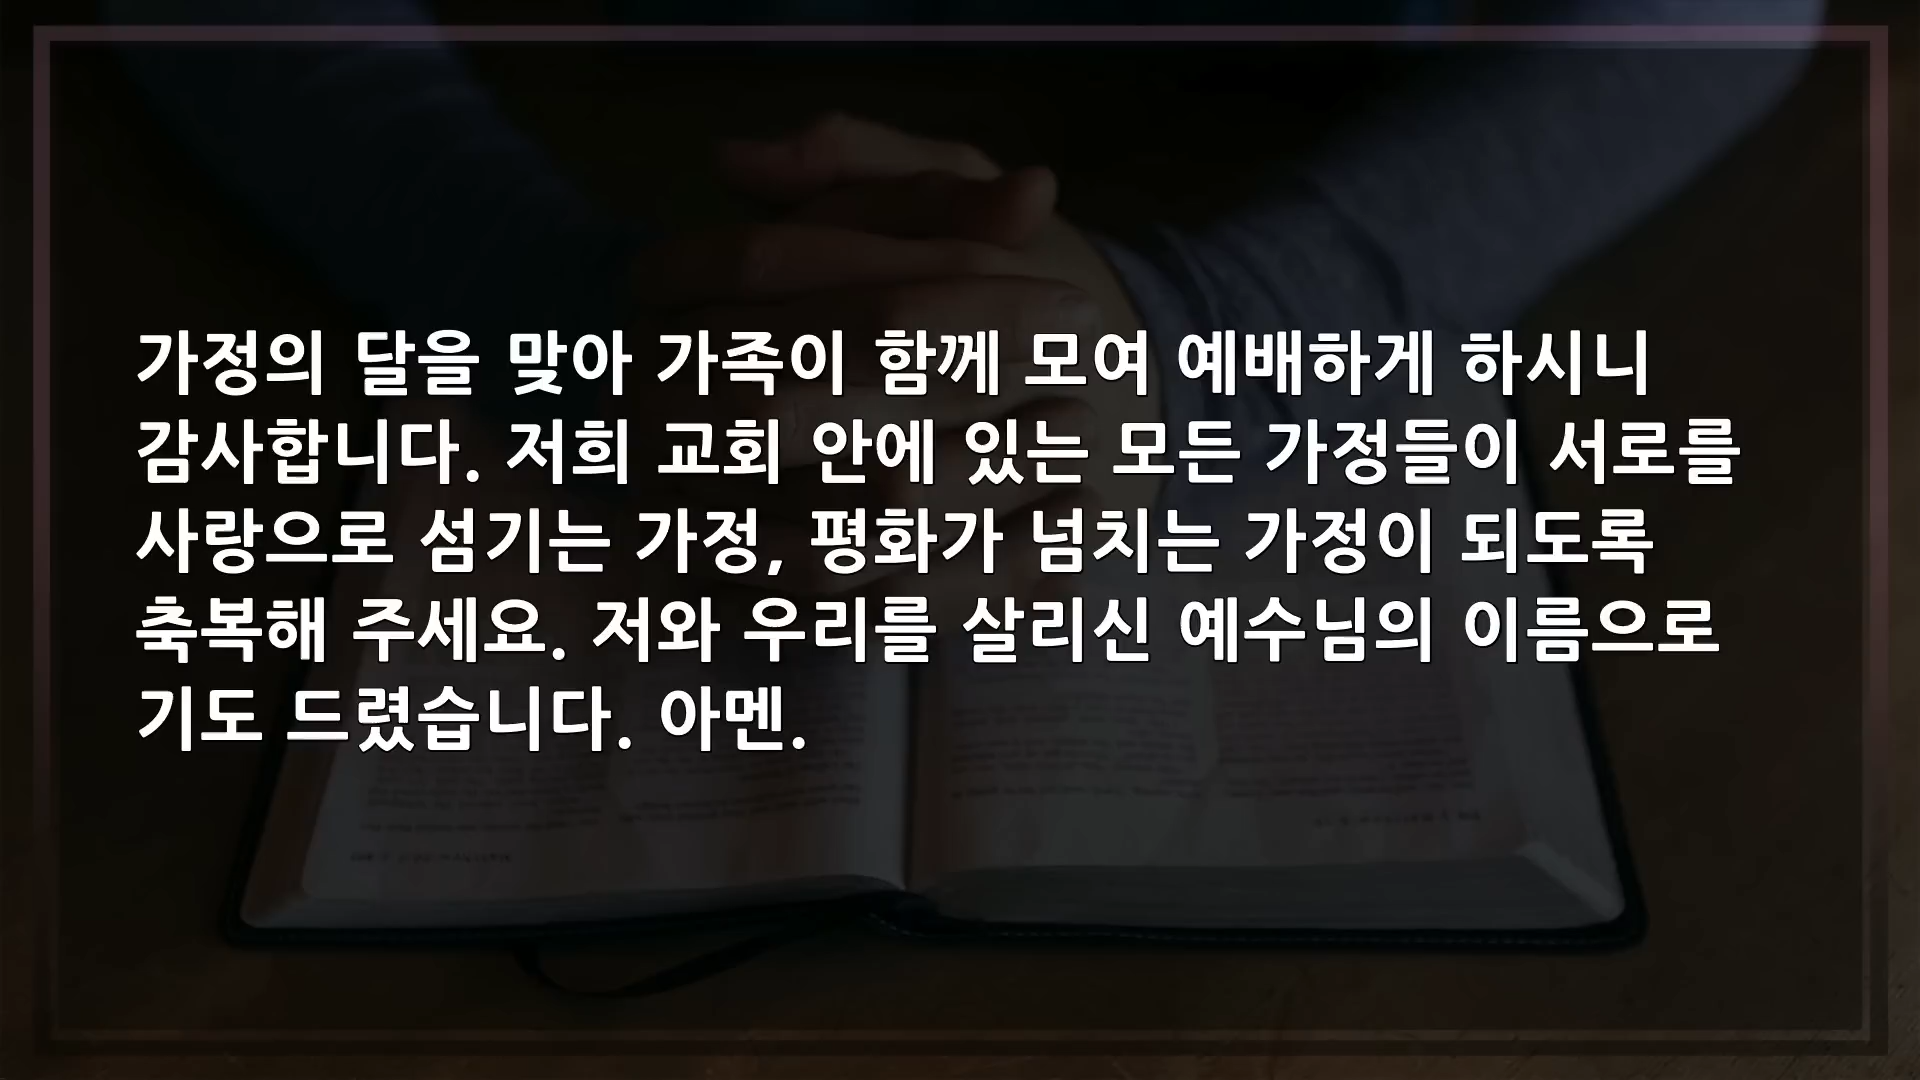 가정의 달을 맞아 가족이 함께 모여 예배하게 하시니
감사합니다. 저희 교회 안에 있는 모든 가정들이 서로를
사랑으로 섬기는 가정, 평화가 넘치는 가정이 되도록
축복해 주세요. 저와 우리를 살리신 예수님의 이름으로
기도 드렸습니다. 아멘.